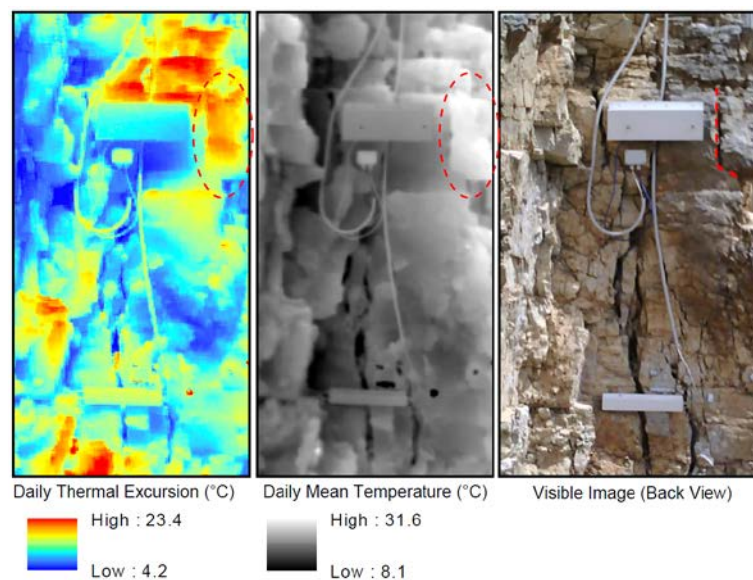 Daily Thermal Excursion (°C)
Daily Mean Temperature (°C)
Visible Image (Back View)
High : 23.4
Low : 4.2
High : 31.6
Low : 8.1